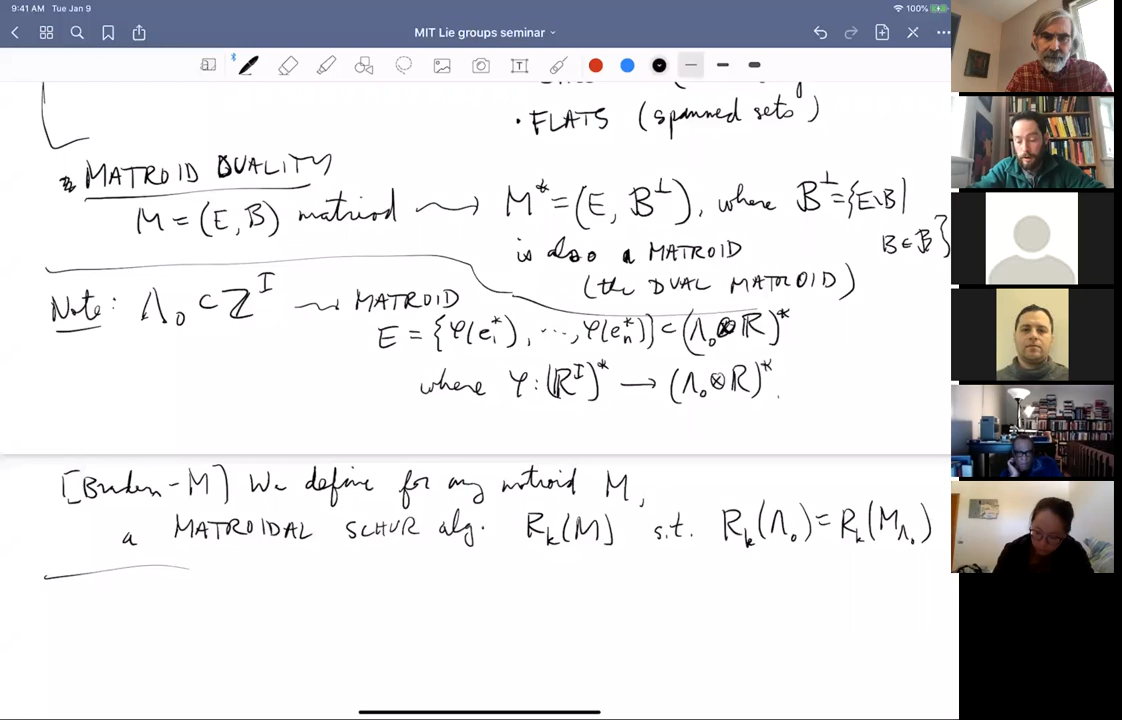 9:41 AM Tue Jan 9
100%
MIT Lie groups seminar
• FLATS (spanned sets)
MATROID DUALITY
M = (E, B) matriod ⟿ M* = (E, B^⊥), where B^⊥ = {E\B |
B ∈ B}
is also a MATROID
(the DUAL MATROID)
Note: Λ₀ ⊂ ℤ^I ⟿ MATROID
E = {φ(e₁*), ..., φ(eₙ*)} ⊂ (Λ₀ ⊗ ℝ)*
where φ: (ℝ^I)* → (Λ₀ ⊗ ℝ)*.
[Braden-M] We define for any matroid M,
a MATROIDAL SCHUR alg. R_k(M) s.t. R_k(Λ₀) = R_k(M_Λ₀)